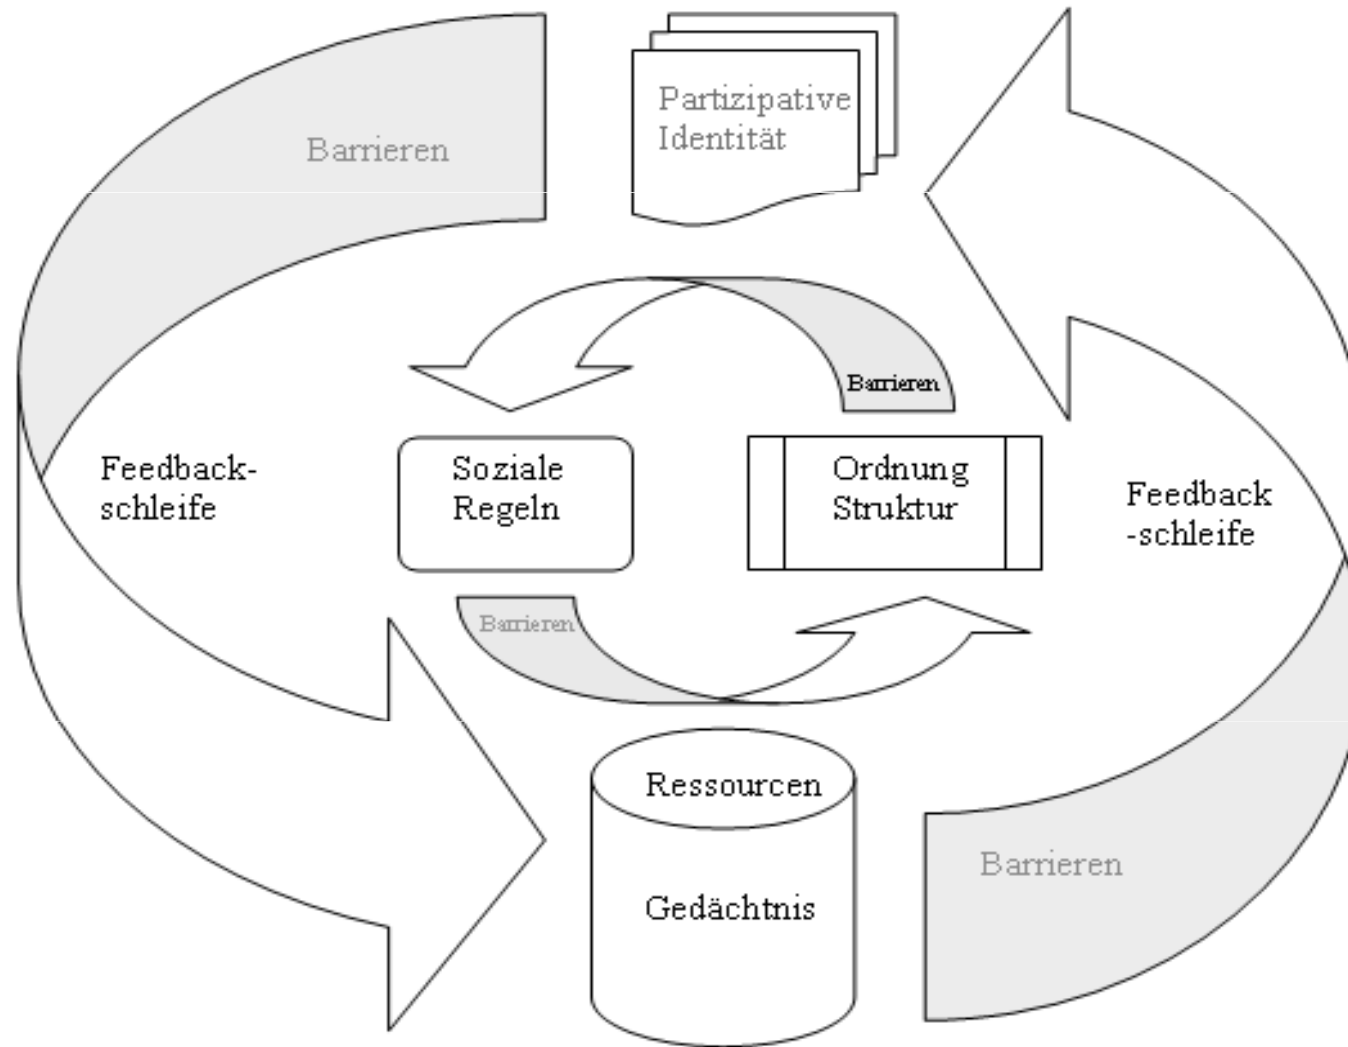 Partizipative
Identität
Barrieren
Barrieren
Feedback-
schleife
Soziale
Regeln
Ordnung
Struktur
Feedback
-schleife
Barrieren
Ressourcen
Gedächtnis
Barrieren